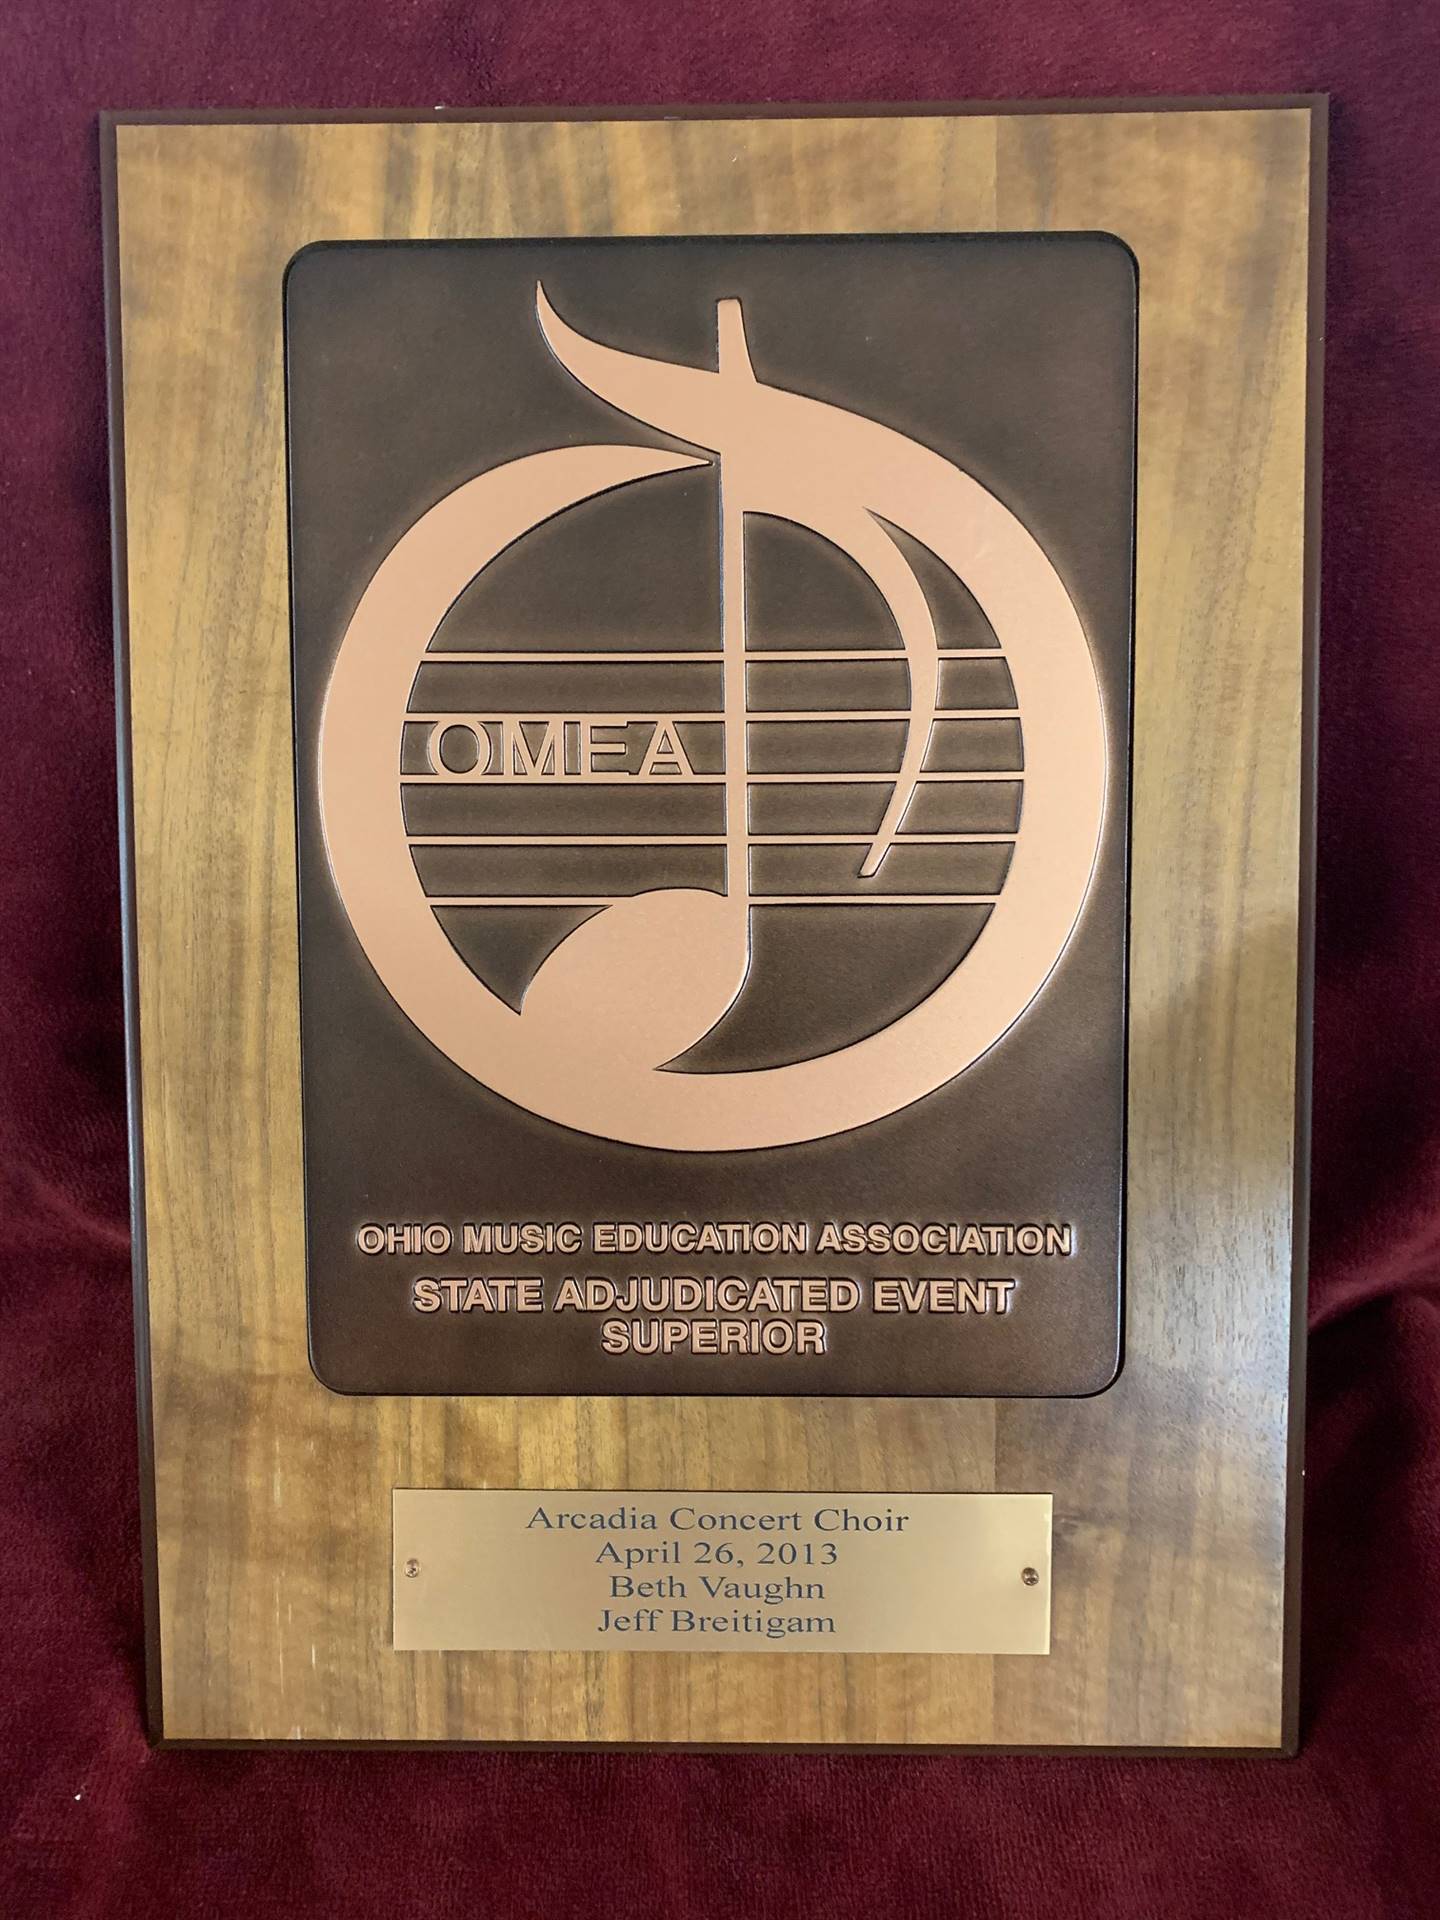 OMEA
OHIO MUSIC EDUCATION ASSOCIATION
STATE ADJUDICATED EVENT
SUPERIOR
Arcadia Concert Choir
April 26, 2013
Beth Vaughn
Jeff Breitigam